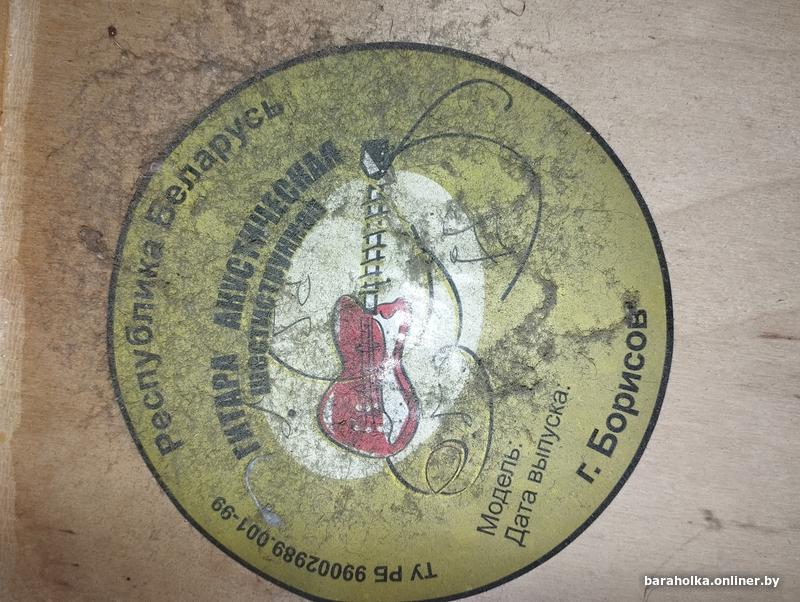 Республика Беларусь
ГИТАРА АКУСТИЧЕСКАЯ
ШЕСТИСТРУННАЯ
Модель:
Дата выпуска:
г. Борисов
ТУ РБ 99002989.001-99
baraholka.onliner.by